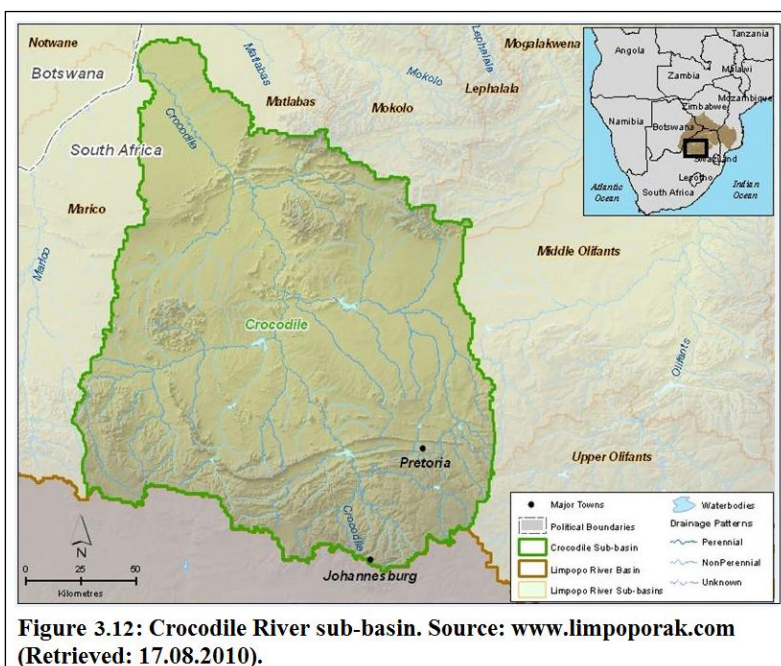 Notwane
Botswana
South Africa
Marico
Marico
Matlabas
Matlabas
Mokolo
Mokolo
Lephalala
Lephalala
Mogalakwena
Crocodile
Middle Olifants
Crocodile
Olifants
Pretoria
Upper Olifants
Crocodile
Johannesburg
N
0 25 50
Kilometres
Tanzania
Angola
Zambia
Malawi
Mozambique
Zimbabwe
Namibia
Botswana
Swaziland
Lesotho
South Africa
Atlantic
Ocean
Indian
Ocean
Major Towns
Political Boundaries
Crocodile Sub-basin
Limpopo River Basin
Limpopo River Sub-basins
Waterbodies
Drainage Patterns
Perennial
NonPerennial
Unknown
Figure 3.12: Crocodile River sub-basin. Source: www.limpoporak.com
(Retrieved: 17.08.2010).